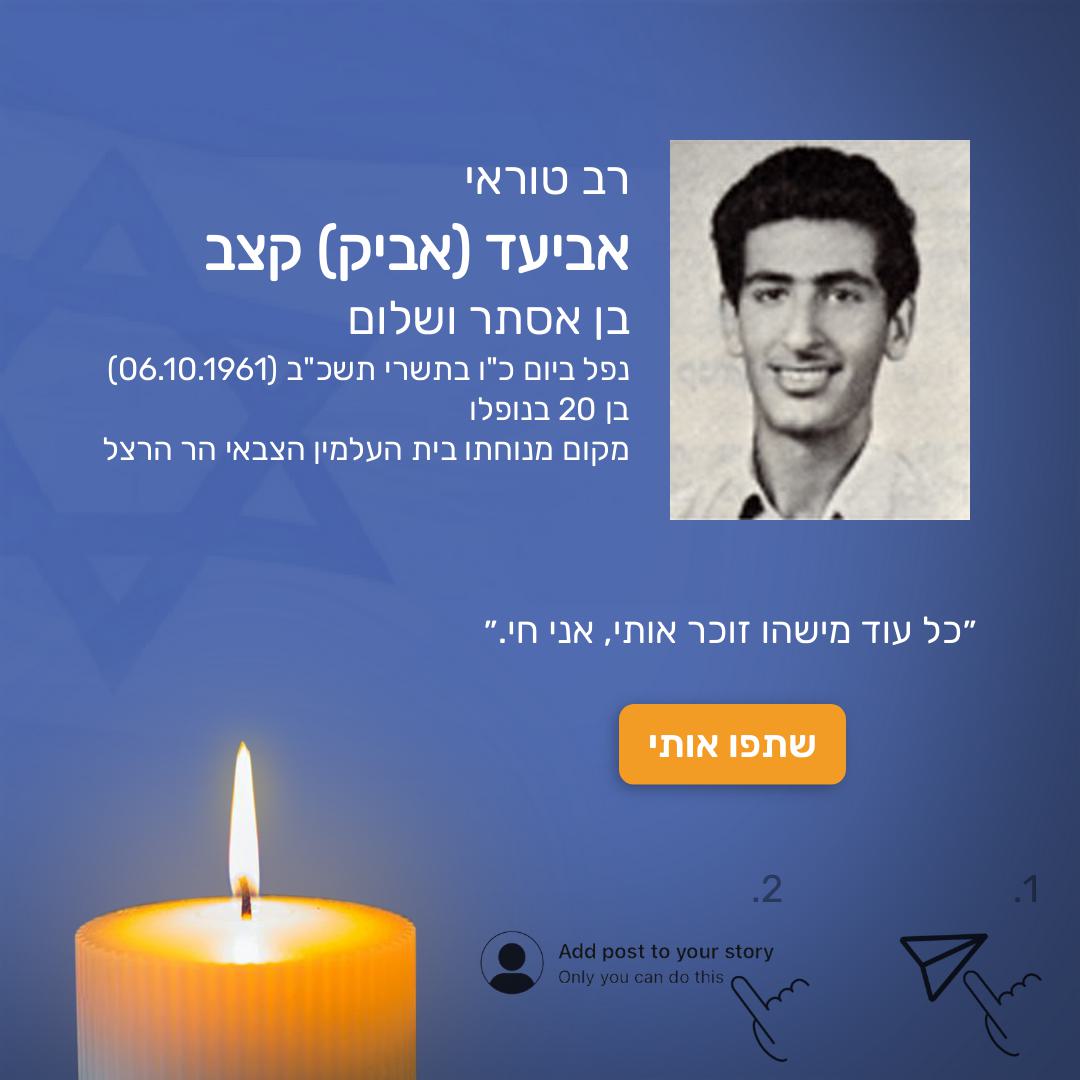 רב טוראי
אביעד (אביק) קצב
בן אסתר ושלום
נפל ביום כ"ו בתשרי תשכ"ב (06.10.1961)
בן 20 בנופלו
מקום מנוחתו בית העלמין הצבאי הר הרצל
״כל עוד מישהו זוכר אותי, אני חי.״
שתפו אותי
.1
.2
Add post to your story
Only you can do this